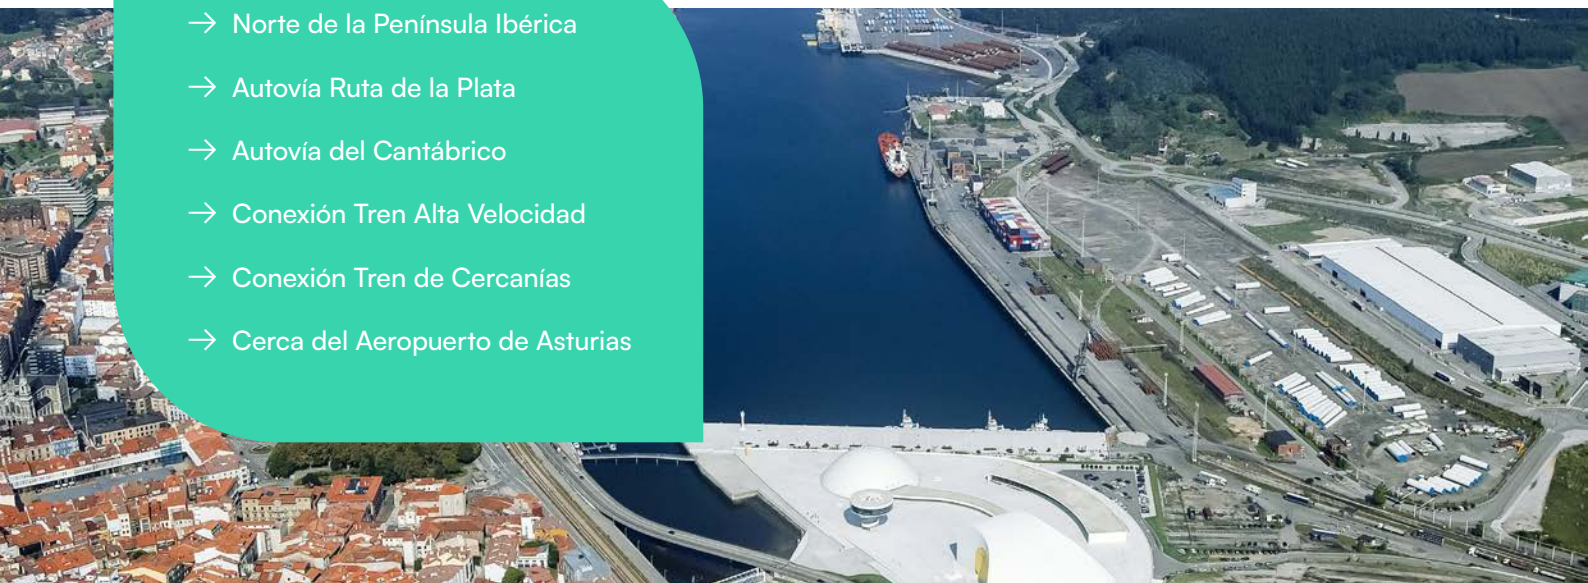 → Norte de la Península Ibérica
→ Autovía Ruta de la Plata
→ Autovía del Cantábrico
→ Conexión Tren Alta Velocidad
→ Conexión Tren de Cercanías
→ Cerca del Aeropuerto de Asturias